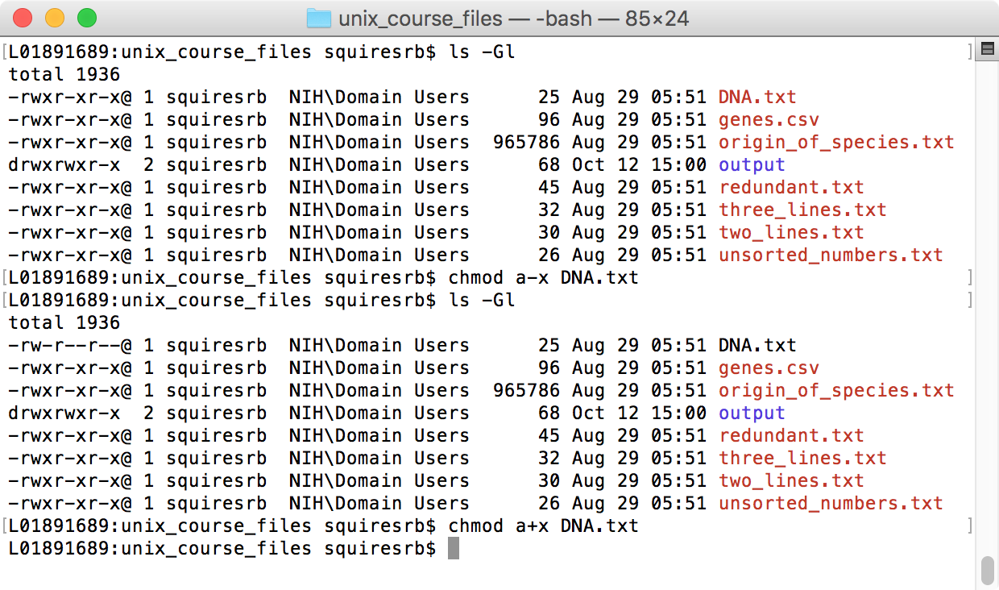 unix_course_files — -bash — 85×24
L01891689:unix_course_files squiresrb$ ls -Gl
total 1936
-rwxr-xr-x@ 1 squiresrb  NIH\Domain Users      25 Aug 29 05:51 DNA.txt
-rwxr-xr-x@ 1 squiresrb  NIH\Domain Users      96 Aug 29 05:51 genes.csv
-rwxr-xr-x@ 1 squiresrb  NIH\Domain Users  965786 Aug 29 05:51 origin_of_species.txt
drwxrwxr-x  2 squiresrb  NIH\Domain Users      68 Oct 12 15:00 output
-rwxr-xr-x@ 1 squiresrb  NIH\Domain Users      45 Aug 29 05:51 redundant.txt
-rwxr-xr-x@ 1 squiresrb  NIH\Domain Users      32 Aug 29 05:51 three_lines.txt
-rwxr-xr-x@ 1 squiresrb  NIH\Domain Users      30 Aug 29 05:51 two_lines.txt
-rwxr-xr-x@ 1 squiresrb  NIH\Domain Users      26 Aug 29 05:51 unsorted_numbers.txt
L01891689:unix_course_files squiresrb$ chmod a-x DNA.txt
L01891689:unix_course_files squiresrb$ ls -Gl
total 1936
-rw-r--r--@ 1 squiresrb  NIH\Domain Users      25 Aug 29 05:51 DNA.txt
-rwxr-xr-x@ 1 squiresrb  NIH\Domain Users      96 Aug 29 05:51 genes.csv
-rwxr-xr-x@ 1 squiresrb  NIH\Domain Users  965786 Aug 29 05:51 origin_of_species.txt
drwxrwxr-x  2 squiresrb  NIH\Domain Users      68 Oct 12 15:00 output
-rwxr-xr-x@ 1 squiresrb  NIH\Domain Users      45 Aug 29 05:51 redundant.txt
-rwxr-xr-x@ 1 squiresrb  NIH\Domain Users      32 Aug 29 05:51 three_lines.txt
-rwxr-xr-x@ 1 squiresrb  NIH\Domain Users      30 Aug 29 05:51 two_lines.txt
-rwxr-xr-x@ 1 squiresrb  NIH\Domain Users      26 Aug 29 05:51 unsorted_numbers.txt
L01891689:unix_course_files squiresrb$ chmod a+x DNA.txt
L01891689:unix_course_files squiresrb$